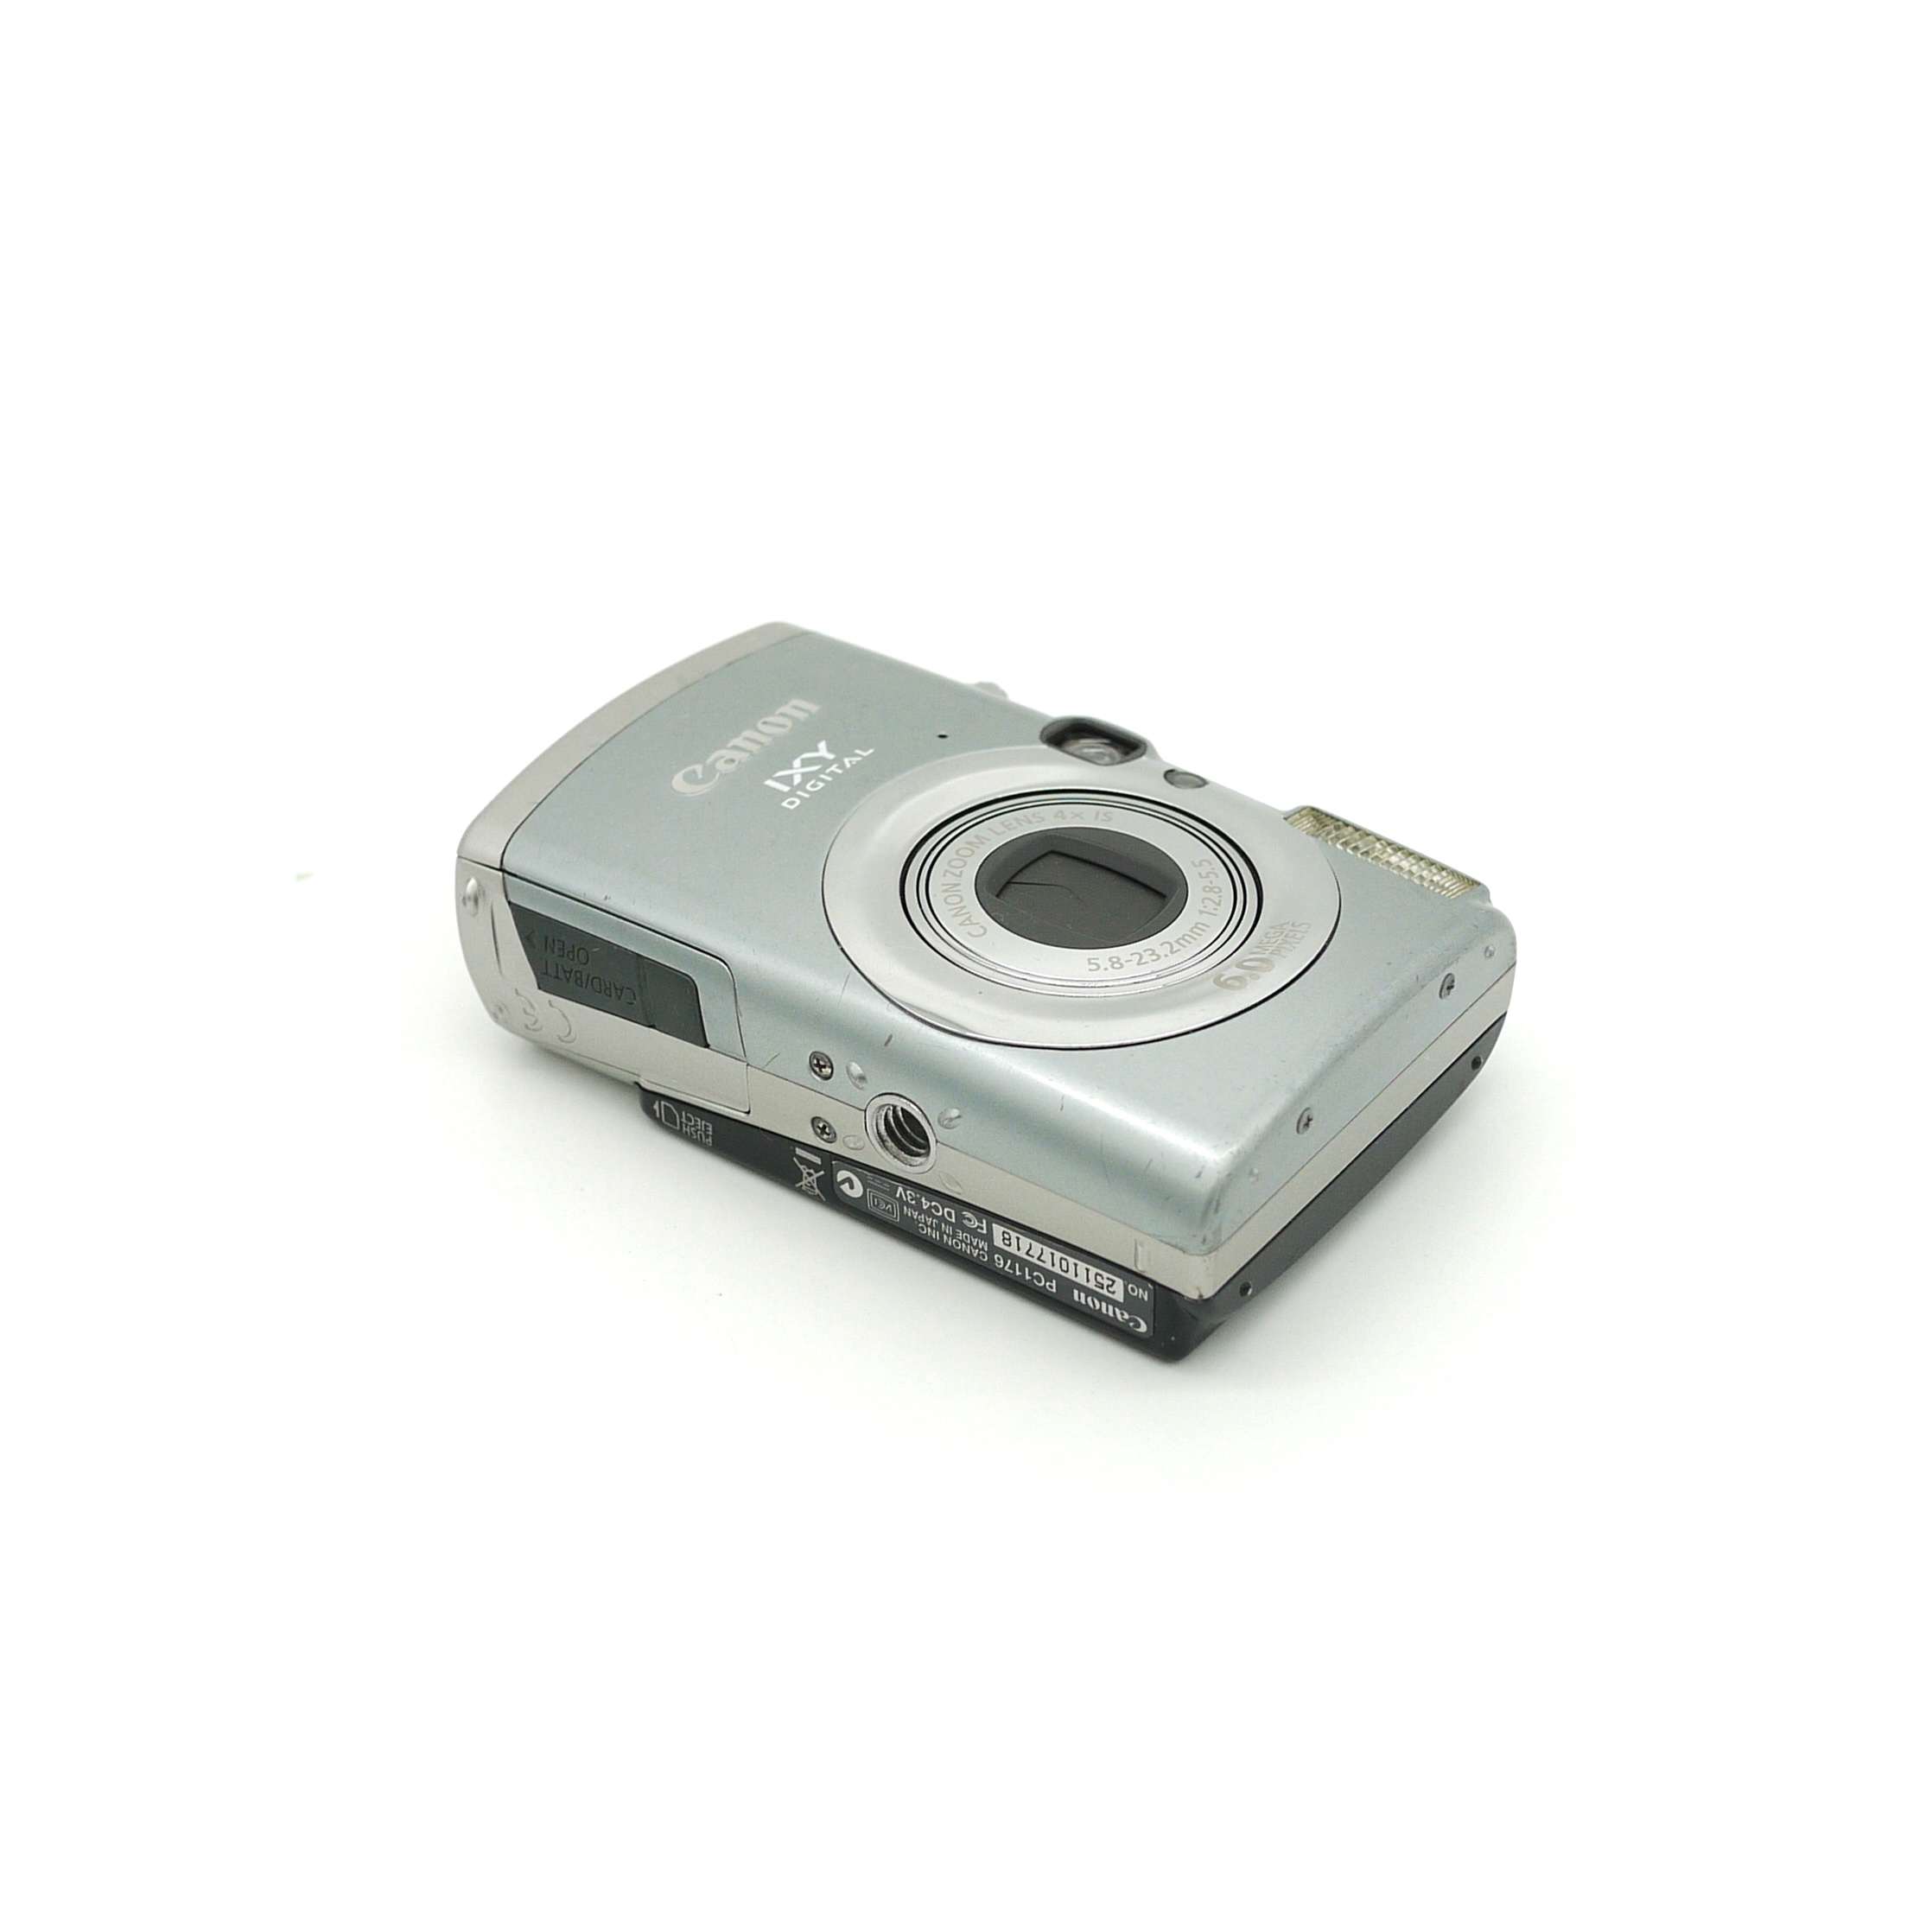 Canon
IXY
DIGITAL
CANON ZOOM LENS 4x IS
5.8-23.2mm 1:2.8-5.5
6.0 MEGA
PIXELS
CARD/BATT
OPEN
PUSH
EJECT
Canon PC1176 CANON INC.
MADE IN JAPAN
NO. 2511017718
FC DC4.3V
VCI